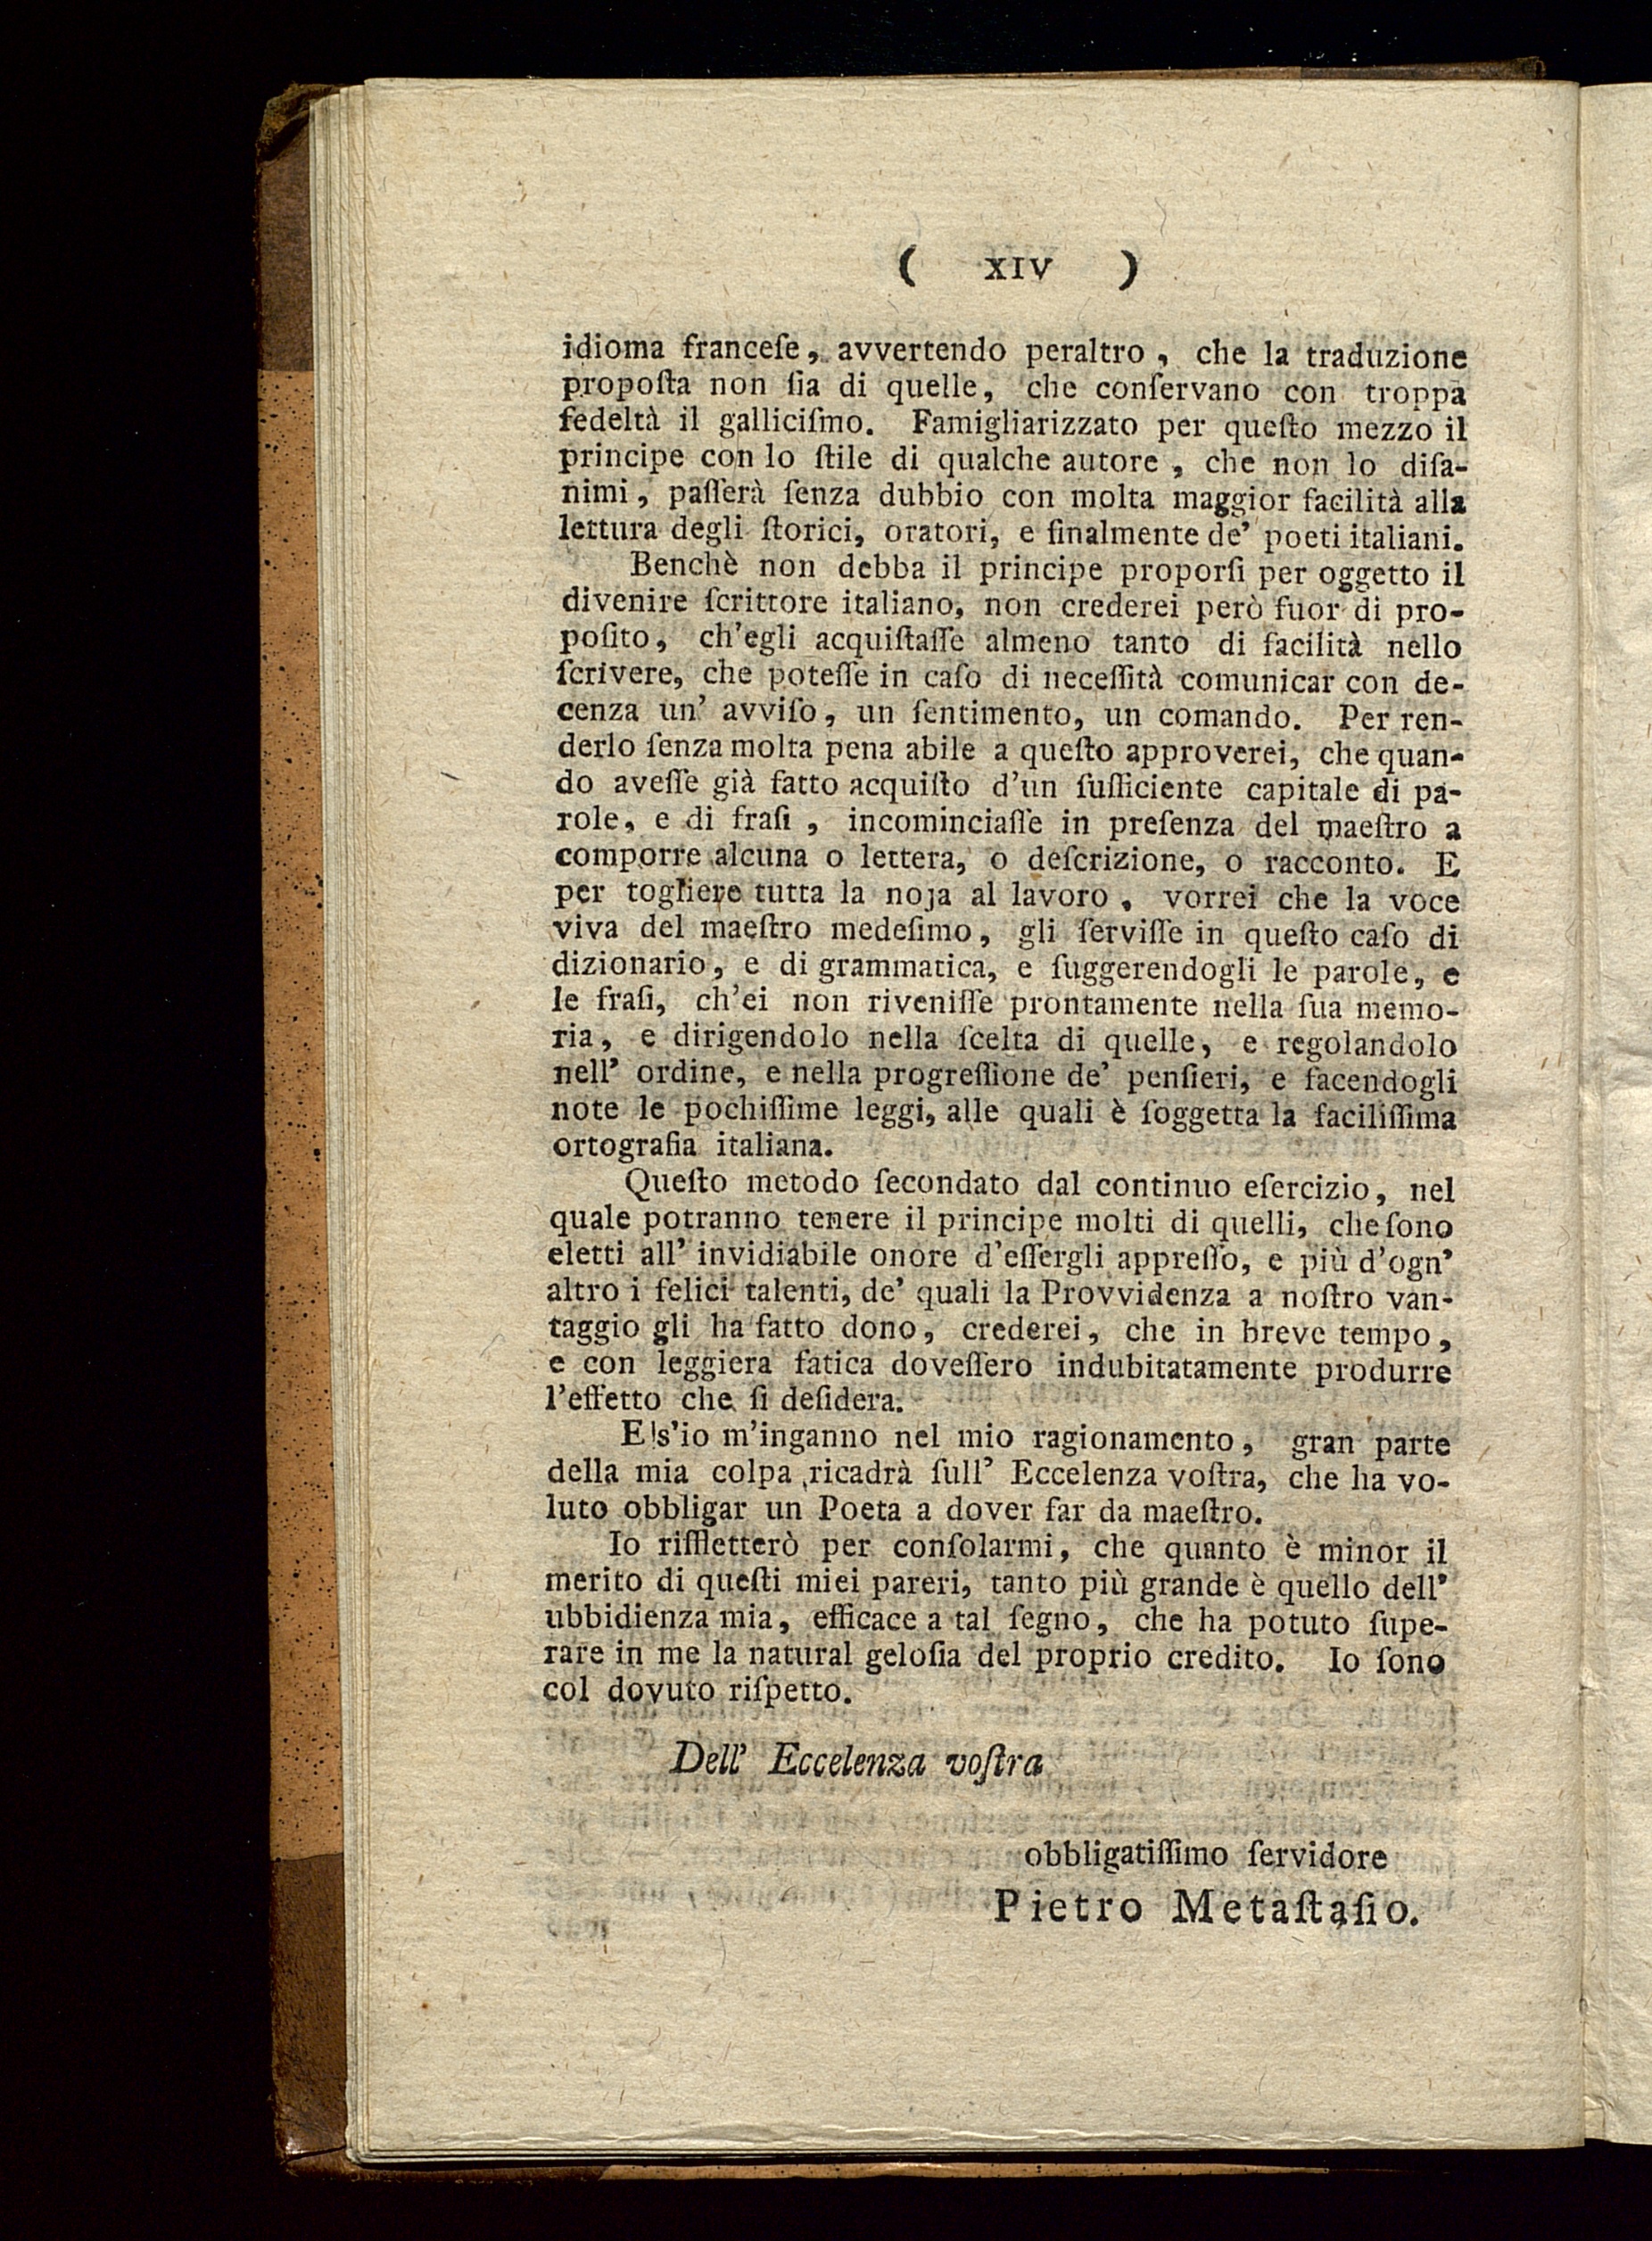 ( XIV )
idioma franceſe, avvertendo peraltro, che la traduzione
propoſta non ſia di quelle, che conſervano con troppa
fedeltà il galliciſmo. Famigliarizzato per queſto mezzo il
principe con lo ſtile di qualche autore, che non lo diſa-
nimi, paſſerà ſenza dubbio con molta maggior facilità alla
lettura degli ſtorici, oratori, e finalmente de' poeti italiani.
Benchè non debba il principe proporſi per oggetto il
divenire ſcrittore italiano, non crederei però fuor di pro-
poſito, ch'egli acquiſtaſſe almeno tanto di facilità nello
ſcrivere, che poteſſe in caſo di neceſſità comunicar con de-
cenza un' avviſo, un ſentimento, un comando. Per ren-
derlo ſenza molta pena abile a queſto approverei, che quan-
do aveſſe già fatto acquiſto d'un ſufficiente capitale di pa-
role, e di fraſi, incominciaſſe in preſenza del maeſtro a
comporre alcuna o lettera, o deſcrizione, o racconto. E
per togliere tutta la noja al lavoro, vorrei che la voce
viva del maeſtro medeſimo, gli ſerviſſe in queſto caſo di
dizionario, e di grammatica, e ſuggerendogli le parole, e
le fraſi, ch'ei non riveniſſe prontamente nella ſua memo-
ria, e dirigendolo nella ſcelta di quelle, e regolandolo
nell' ordine, e nella progreſſione de' penſieri, e facendogli
note le pochiſſime leggi, alle quali è ſoggetta la faciliſſima
ortografia italiana.
Queſto metodo ſecondato dal continuo eſercizio, nel
quale potranno tenere il principe molti di quelli, che ſono
eletti all' invidiabile onore d'eſſergli appreſſo, e più d'ogn'
altro i felici talenti, de' quali la Provvidenza a noſtro van-
taggio gli ha fatto dono, crederei, che in breve tempo,
e con leggiera fatica doveſſero indubitatamente produrre
l'effetto che ſi deſidera.
E s'io m'inganno nel mio ragionamento, gran parte
della mia colpa ricadrà ſull' Eccelenza voſtra, che ha vo-
luto obbligar un Poeta a dover far da maeſtro.
Io riffletterò per conſolarmi, che quanto è minor il
merito di queſti miei pareri, tanto più grande è quello dell'
ubbidienza mia, efficace a tal ſegno, che ha potuto ſupe-
rare in me la natural geloſia del proprio credito. Io ſono
col dovuto riſpetto.
Dell' Eccelenza voſtra
obbligatiſſimo ſervidore
Pietro Metaſtaſio.